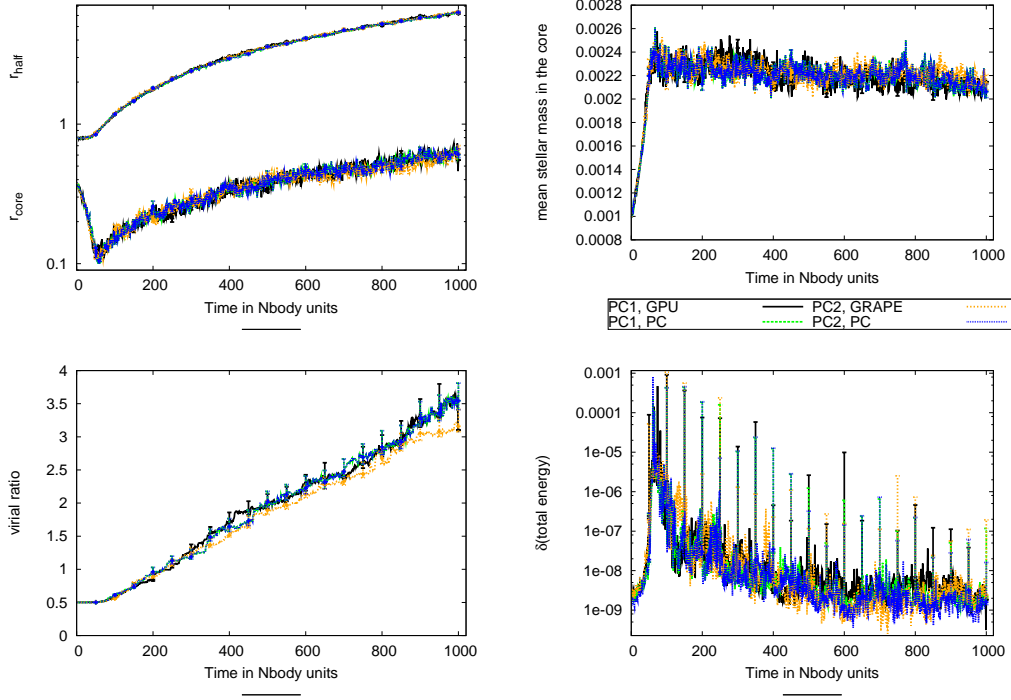 r_half
r_core
1
0.1
0
200
400
600
800
1000
Time in Nbody units
mean stellar mass in the core
0.0028
0.0026
0.0024
0.0022
0.002
0.0018
0.0016
0.0014
0.0012
0.001
0.0008
0
200
400
600
800
1000
Time in Nbody units
PC1, GPU
PC2, GRAPE
PC1, PC
PC2, PC
virial ratio
4
3.5
3
2.5
2
1.5
1
0.5
0
0
200
400
600
800
1000
Time in Nbody units
δ(total energy)
0.001
0.0001
1e-05
1e-06
1e-07
1e-08
1e-09
0
200
400
600
800
1000
Time in Nbody units